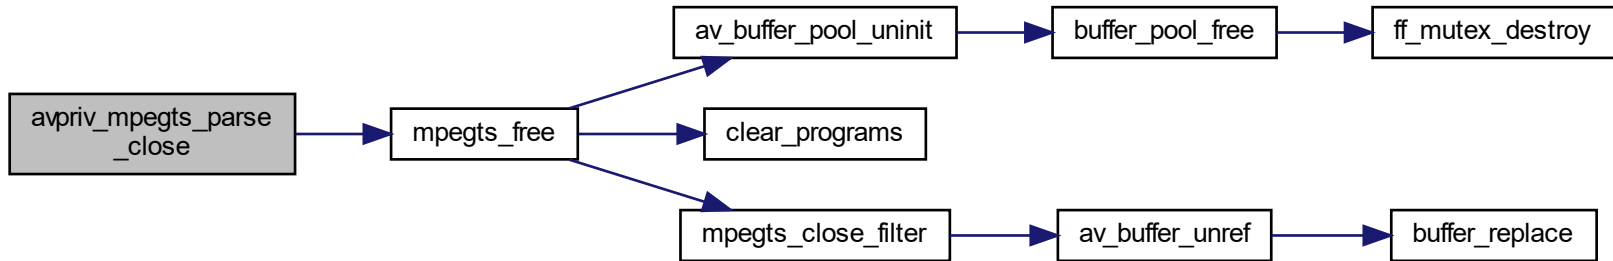 av_buffer_pool_uninit
buffer_pool_free
ff_mutex_destroy
avpriv_mpegts_parse
_close
mpegts_free
clear_programs
mpegts_close_filter
av_buffer_unref
buffer_replace